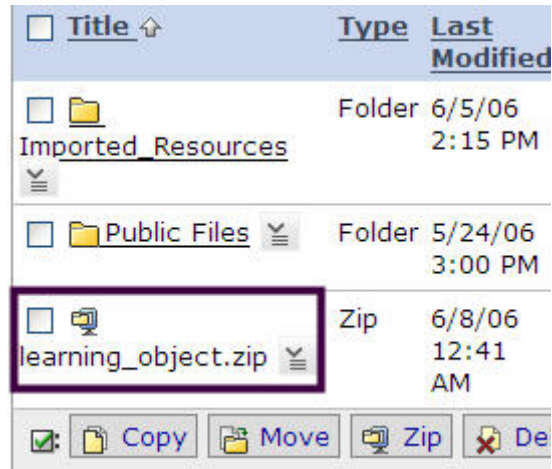 Title Type Last
Modified
Folder 6/5/06
Imported_Resources 2:15 PM
Public Files Folder 5/24/06
3:00 PM
Zip 6/8/06
learning_object.zip 12:41
AM
: Copy Move Zip De